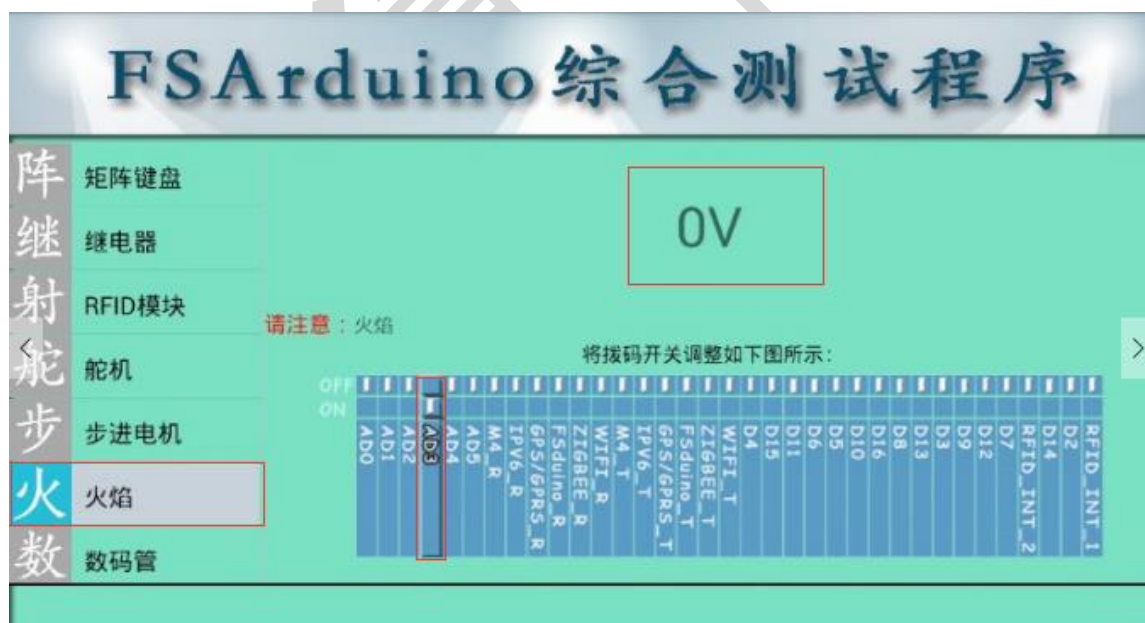 FSArduino综合测试程序
阵 矩阵键盘
继 继电器
射 RFID模块
舵 舵机
步 步进电机
火 火焰
数 数码管
0V
请注意：火焰
将拨码开关调整如下图所示：
OFF
ON
AD0
AD1
AD2
AD3
AD4
AD5
M4_R
IPV6_R
GPS/GPRS_R
FSduino_R
ZIGBEE_R
WIFI_R
M4_T
IPV6_T
GPS/GPRS_T
FSduino_T
ZIGBEE_T
WIFI_T
D4
D15
D11
D6
D5
D10
D16
D8
D13
D3
D9
D12
D7
RFID_INT_2
D14
D2
RFID_INT_1